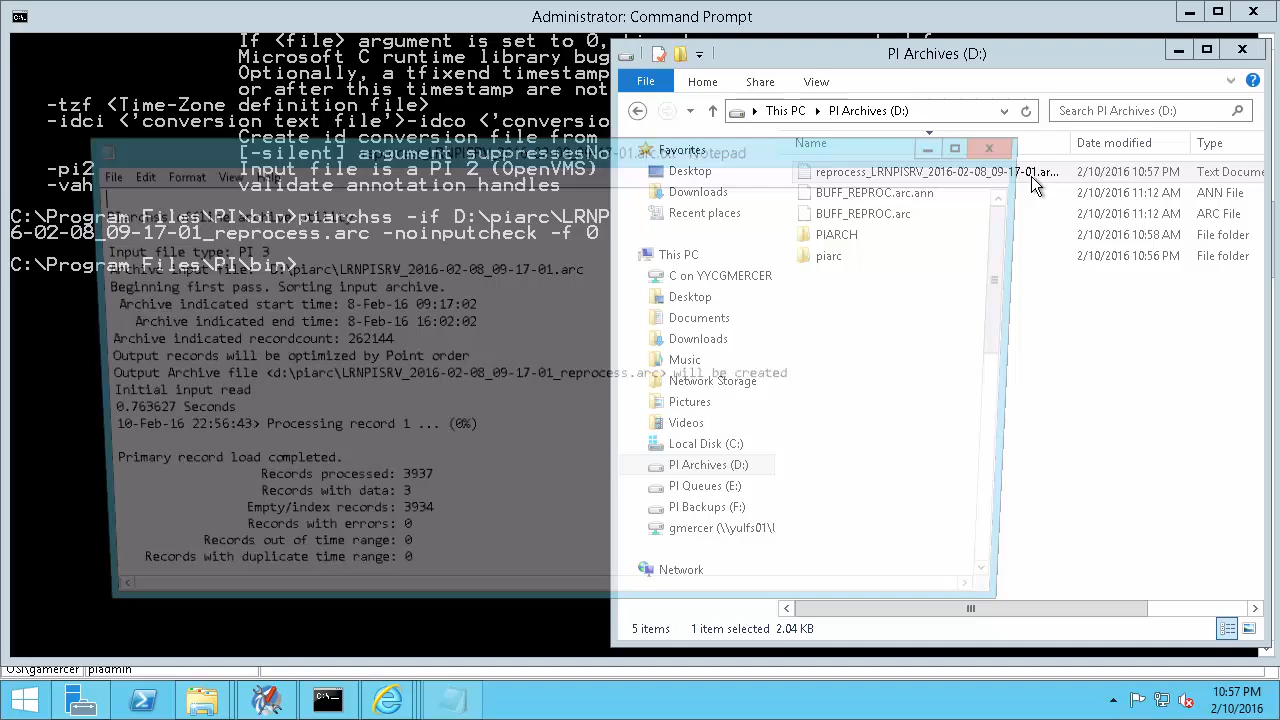 Administrator: Command Prompt
If <file> argument is set to 0,
Microsoft C runtime library bug
Optionally, a tfixend timestamp
or after this timestamp are not
-tzf <Time-Zone definition file>
-idci <'conversion text file'>-idco <'conversio
Create id conversion file from
[-silent] argument suppresses
Input file is a PI 2 (OpenVMS)
-vah
validate annotation handles
C:\Program Files\PI\bin>piarchss -if D:\piarc\LRNP
6-02-08_09-17-01_reprocess.arc -noinputcheck -f 0
C:\Program Files\PI\bin>
Notepad
File
Edit
Format
View
Help
Input file type: PI 3
Archive input file: D:\piarc\LRNPISRV_2016-02-08_09-17-01.arc
Beginning first pass. Sorting input archive.
Archive indicated start time: 8-Feb-16 09:17:02
Archive indicated end time: 8-Feb-16 16:02:02
Archive indicated recordcount: 262144
Output records will be optimized by Point order
Output Archive file <d:\piarc\LRNPISRV_2016-02-08_09-17-01_reprocess.arc> will be created
Initial input read
0.763627 Seconds
10-Feb-16 22:56:43> Processing record 1 ... (0%)
Primary record load completed.
Records processed: 3937
Records with data: 3
Empty/index records: 3934
Records with errors: 0
Records out of time range: 0
Records with duplicate time range: 0
PI Archives (D:)
File
Home
Share
View
This PC
PI Archives (D:)
Search PI Archives (D:)
Name
Date modified
Type
reprocess_LRNPISRV_2016-02-08_09-17-01.ar...
2/10/2016 10:57 PM
Text Docume
BUFF_REPROC.arc.ann
2/10/2016 11:12 AM
ANN File
BUFF_REPROC.arc
2/10/2016 11:12 AM
ARC File
PIARCH
2/10/2016 10:58 AM
File folder
piarc
2/10/2016 10:56 PM
File folder
Favorites
Desktop
Downloads
Recent places
This PC
C on YYCGMERCER
Desktop
Documents
Downloads
Music
Network Storage
Pictures
Videos
Local Disk (C:)
PI Archives (D:)
PI Queues (E:)
PI Backups (F:)
gmercer (\\yulfs01\
Network
5 items
1 item selected 2.04 KB
OSI\gamercer
piadmin
10:57 PM
2/10/2016